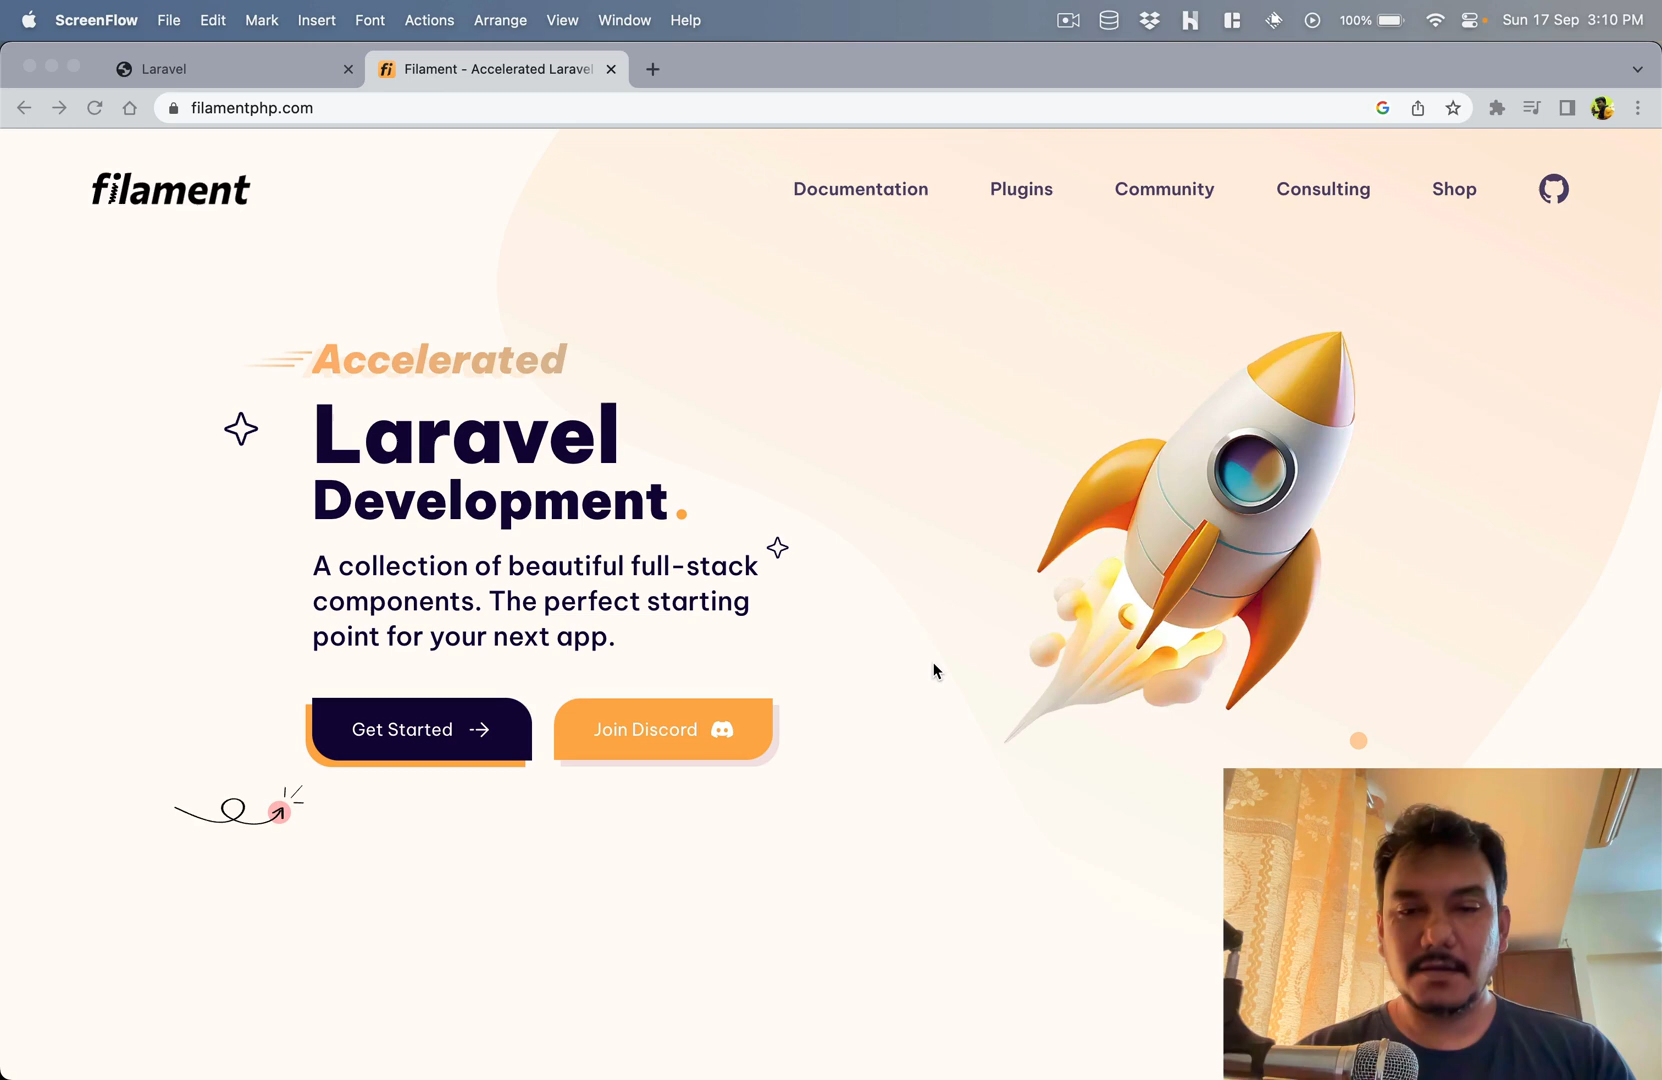 ScreenFlow File Edit Mark Insert Font Actions Arrange View Window Help 100% Sun 17 Sep 3:10 PM
Laravel Filament - Accelerated Laravel
filamentphp.com
filament Documentation Plugins Community Consulting Shop
Accelerated
Laravel
Development.
A collection of beautiful full-stack
components. The perfect starting
point for your next app.
Get Started Join Discord